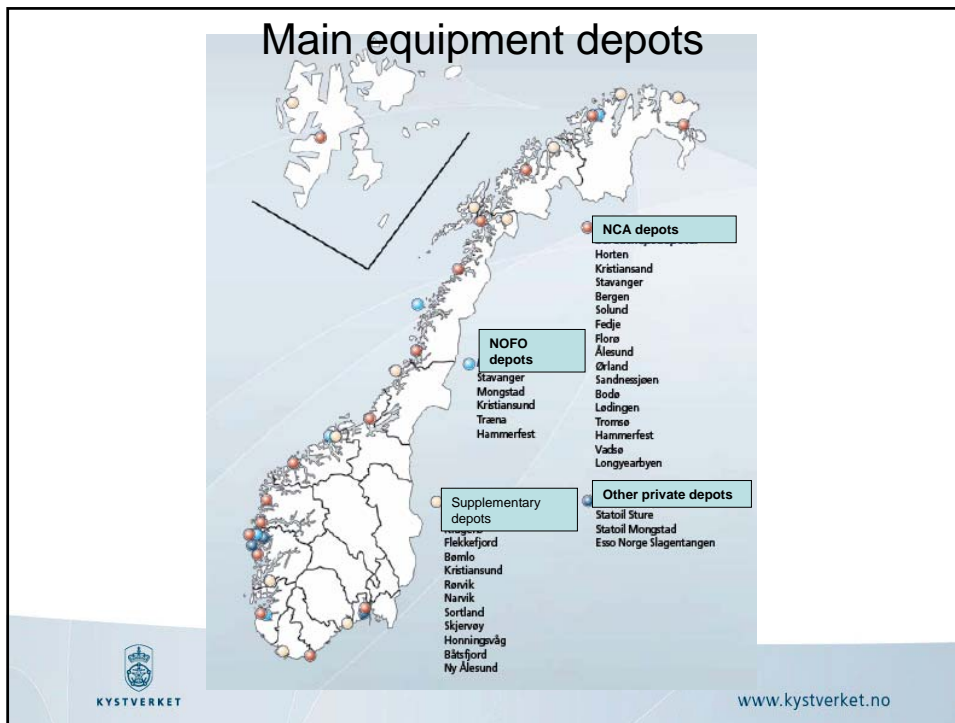 Main equipment depots
NCA depots
Horten
Kristiansand
Stavanger
Bergen
Solund
Fedje
Florø
Ålesund
Ørland
Sandnessjøen
Bodø
Lødingen
Tromsø
Hammerfest
Vadsø
Longyearbyen
NOFO
depots
Stavanger
Mongstad
Kristiansund
Træna
Hammerfest
Supplementary
depots
Flekkefjord
Bømlo
Kristiansund
Rørvik
Narvik
Sortland
Skjervøy
Honningsvåg
Båtsfjord
Ny Ålesund
Other private depots
Statoil Sture
Statoil Mongstad
Esso Norge Slagentangen
KYSTVERKET
www.kystverket.no